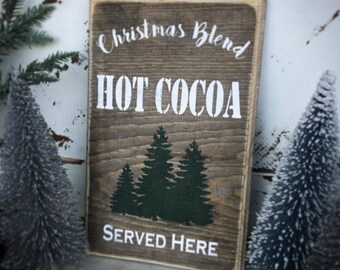 Christmas Blend
HOT COCOA
SERVED HERE